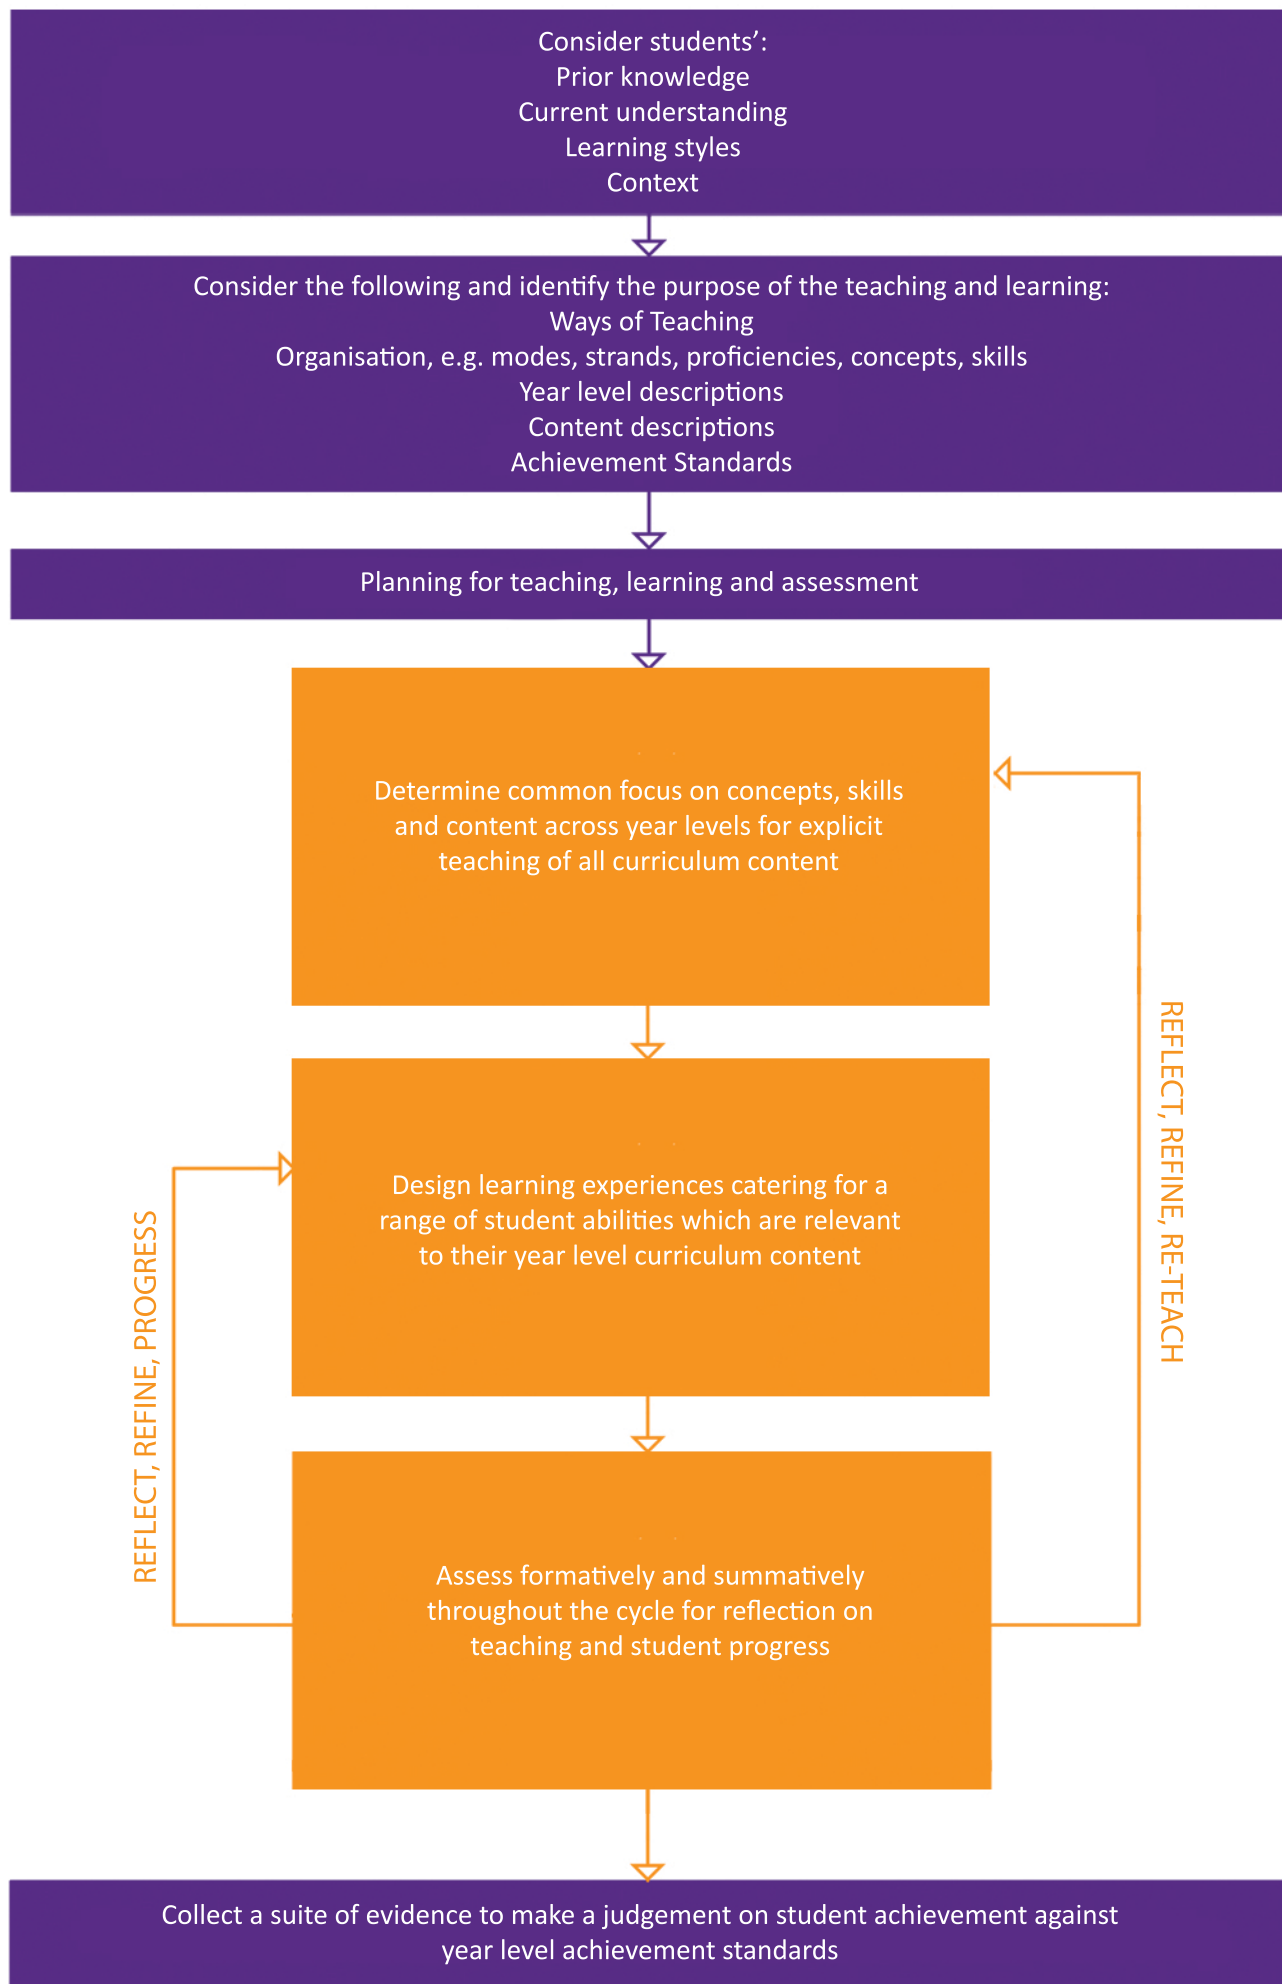 Consider students’:
Prior knowledge
Current understanding
Learning styles
Context
Consider the following and identify the purpose of the teaching and learning:
Ways of Teaching
Organisation, e.g. modes, strands, proficiencies, concepts, skills
Year level descriptions
Content descriptions
Achievement Standards
Planning for teaching, learning and assessment
Determine common focus on concepts, skills
and content across year levels for explicit
teaching of all curriculum content
REFLECT, REFINE, RE-TEACH
Design learning experiences catering for a
range of student abilities which are relevant
to their year level curriculum content
REFLECT, REFINE, PROGRESS
Assess formatively and summatively
throughout the cycle for reflection on
teaching and student progress
Collect a suite of evidence to make a judgement on student achievement against
year level achievement standards